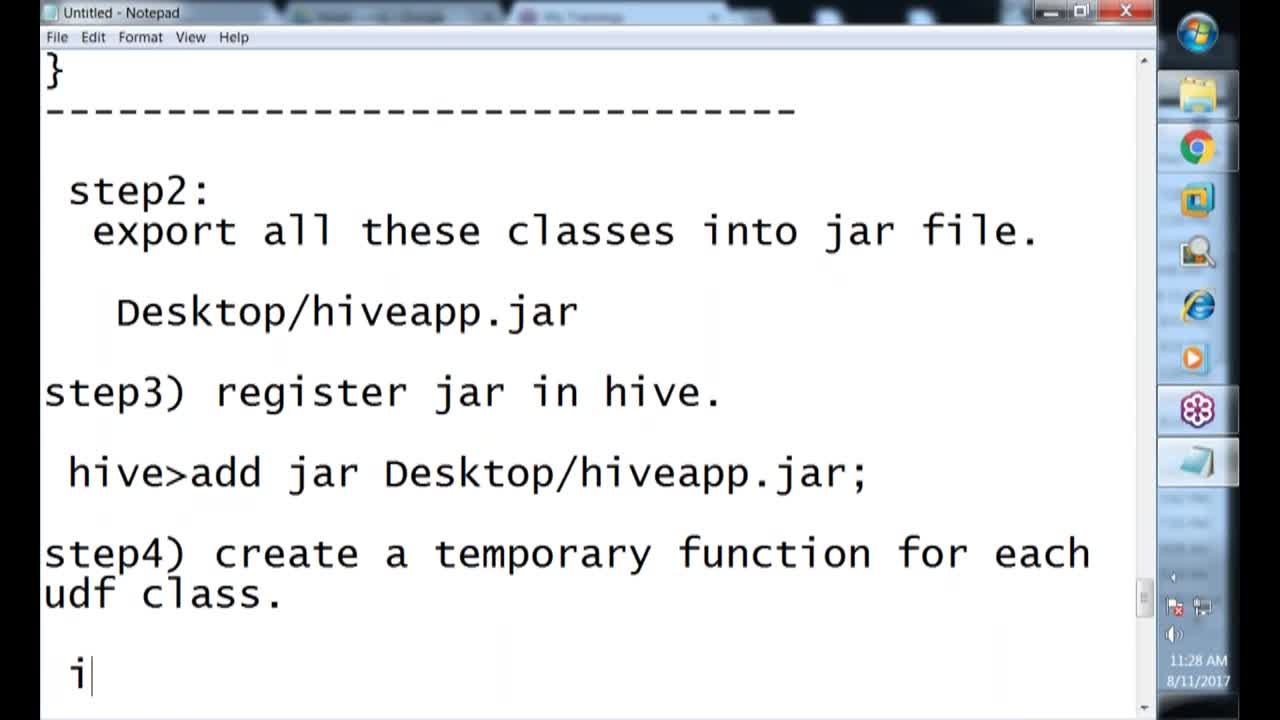 Untitled - Notepad
File Edit Format View Help
}
-------------------------------
step2:
export all these classes into jar file.
Desktop/hiveapp.jar
step3) register jar in hive.
hive>add jar Desktop/hiveapp.jar;
step4) create a temporary function for each
udf class.
i
11:28 AM
8/11/2017